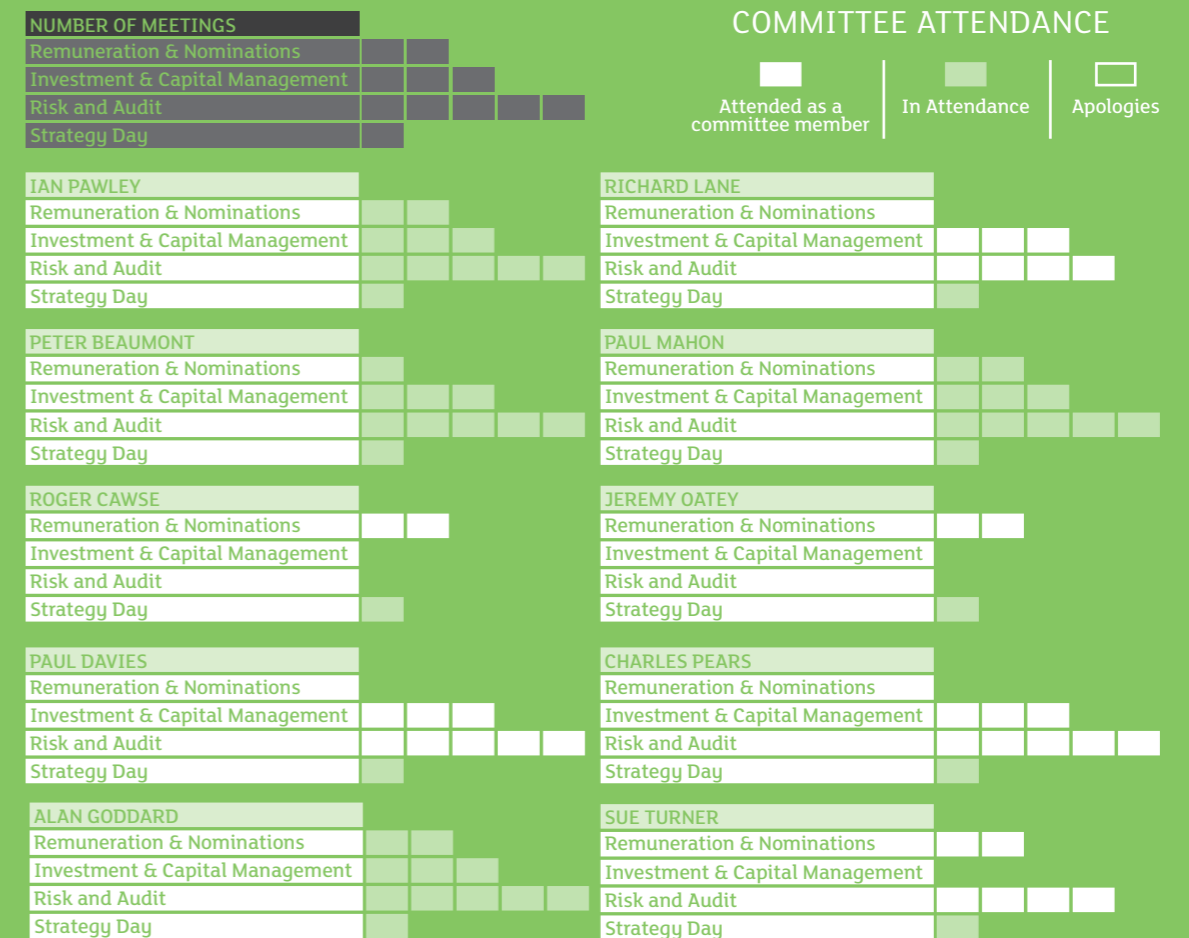 NUMBER OF MEETINGS
Remuneration & Nominations
Investment & Capital Management
Risk and Audit
Strategy Day
COMMITTEE ATTENDANCE
Attended as a
committee member
In Attendance
Apologies
IAN PAWLEY
Remuneration & Nominations
Investment & Capital Management
Risk and Audit
Strategy Day
RICHARD LANE
Remuneration & Nominations
Investment & Capital Management
Risk and Audit
Strategy Day
PETER BEAUMONT
Remuneration & Nominations
Investment & Capital Management
Risk and Audit
Strategy Day
PAUL MAHON
Remuneration & Nominations
Investment & Capital Management
Risk and Audit
Strategy Day
ROGER CAWSE
Remuneration & Nominations
Investment & Capital Management
Risk and Audit
Strategy Day
JEREMY OATEY
Remuneration & Nominations
Investment & Capital Management
Risk and Audit
Strategy Day
PAUL DAVIES
Remuneration & Nominations
Investment & Capital Management
Risk and Audit
Strategy Day
CHARLES PEARS
Remuneration & Nominations
Investment & Capital Management
Risk and Audit
Strategy Day
ALAN GODDARD
Remuneration & Nominations
Investment & Capital Management
Risk and Audit
Strategy Day
SUE TURNER
Remuneration & Nominations
Investment & Capital Management
Risk and Audit
Strategy Day